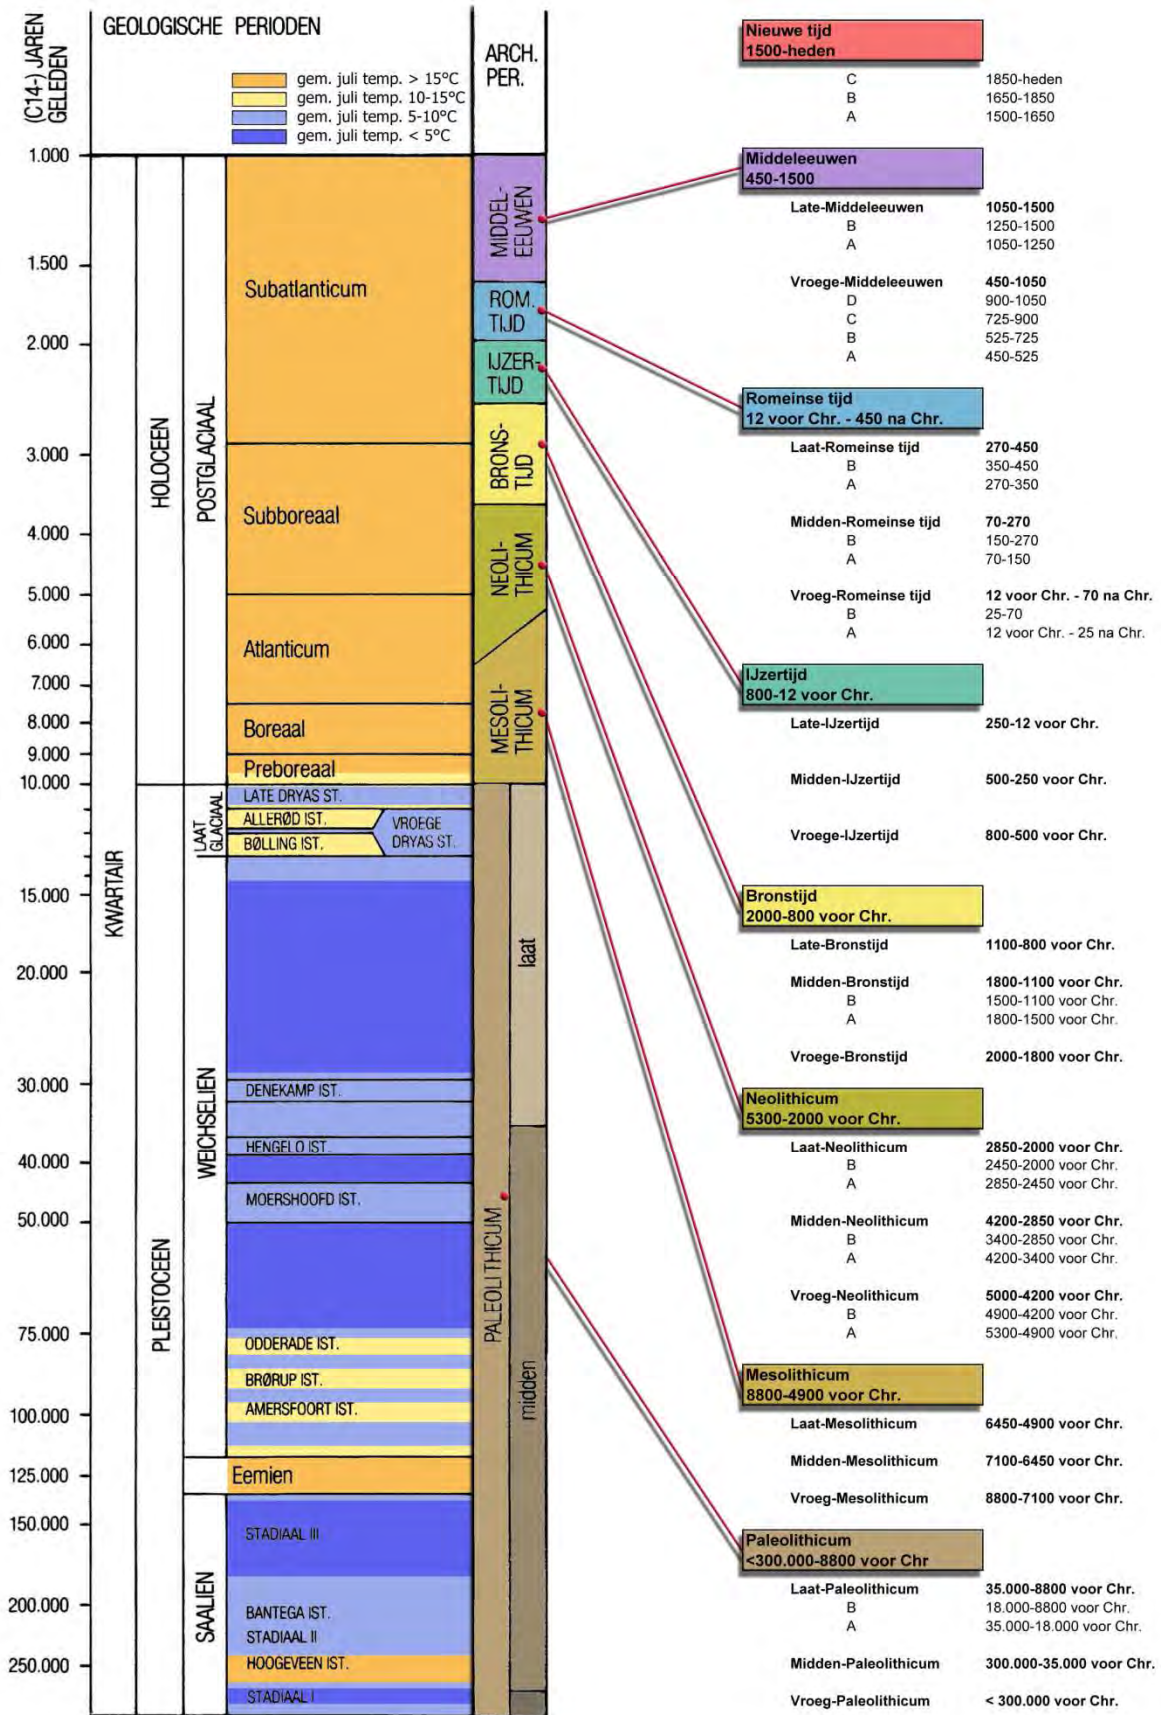 (C14-) JAREN
GELEDEN
GEOLOGISCHE PERIODEN
gem. juli temp. > 15°C
gem. juli temp. 10-15°C
gem. juli temp. 5-10°C
gem. juli temp. < 5°C
ARCH.
PER.
1.000
1.500
2.000
3.000
4.000
5.000
6.000
7.000
8.000
9.000
10.000
15.000
20.000
30.000
40.000
50.000
75.000
100.000
125.000
150.000
200.000
250.000
KWARTAIR
HOLOCEEN
PLEISTOCEEN
POSTGLACIAAL
LAAT
GLACIAAL
WEICHSELIEN
SAALIEN
Subatlanticum
Subboreaal
Atlanticum
Boreaal
Preboreaal
LATE DRYAS ST.
ALLERØD IST.
VROEGE
DRYAS ST.
BØLLING IST.
DENEKAMP IST.
HENGELO IST.
MOERSHOOFD IST.
ODDERADE IST.
BRØRUP IST.
AMERSFOORT IST.
Eemien
STADIAAL III
BANTEGA IST.
STADIAAL II
HOOGEVEEN IST.
STADIAAL I
MIDDEL-
EEUWEN
ROM.
TIJD
IJZER-
TIJD
BRONS-
TIJD
NEOLI-
THICUM
MESOLI-
THICUM
PALEOLITHICUM
laat
midden
Nieuwe tijd
1500-heden
C 1850-heden
B 1650-1850
A 1500-1650
Middeleeuwen
450-1500
Late-Middeleeuwen 1050-1500
B 1250-1500
A 1050-1250
Vroege-Middeleeuwen 450-1050
D 900-1050
C 725-900
B 525-725
A 450-525
Romeinse tijd
12 voor Chr. - 450 na Chr.
Laat-Romeinse tijd 270-450
B 350-450
A 270-350
Midden-Romeinse tijd 70-270
B 150-270
A 70-150
Vroeg-Romeinse tijd 12 voor Chr. - 70 na Chr.
B 25-70
A 12 voor Chr. - 25 na Chr.
IJzertijd
800-12 voor Chr.
Late-IJzertijd 250-12 voor Chr.
Midden-IJzertijd 500-250 voor Chr.
Vroege-IJzertijd 800-500 voor Chr.
Bronstijd
2000-800 voor Chr.
Late-Bronstijd 1100-800 voor Chr.
Midden-Bronstijd 1800-1100 voor Chr.
B 1500-1100 voor Chr.
A 1800-1500 voor Chr.
Vroege-Bronstijd 2000-1800 voor Chr.
Neolithicum
5300-2000 voor Chr.
Laat-Neolithicum 2850-2000 voor Chr.
B 2450-2000 voor Chr.
A 2850-2450 voor Chr.
Midden-Neolithicum 4200-2850 voor Chr.
B 3400-2850 voor Chr.
A 4200-3400 voor Chr.
Vroeg-Neolithicum 5000-4200 voor Chr.
B 4900-4200 voor Chr.
A 5300-4900 voor Chr.
Mesolithicum
8800-4900 voor Chr.
Laat-Mesolithicum 6450-4900 voor Chr.
Midden-Mesolithicum 7100-6450 voor Chr.
Vroeg-Mesolithicum 8800-7100 voor Chr.
Paleolithicum
<300.000-8800 voor Chr
Laat-Paleolithicum 35.000-8800 voor Chr.
B 18.000-8800 voor Chr.
A 35.000-18.000 voor Chr.
Midden-Paleolithicum 300.000-35.000 voor Chr.
Vroeg-Paleolithicum < 300.000 voor Chr.